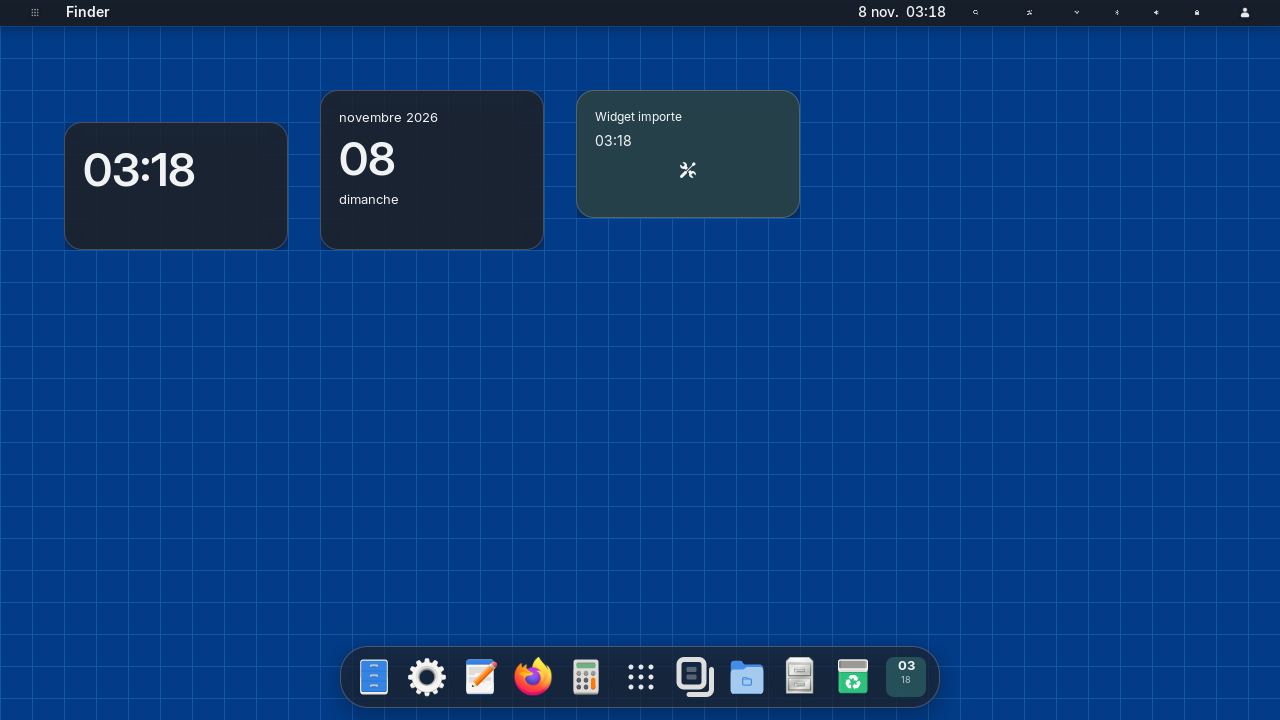 Finder
8 nov. 03:18
03:18
novembre 2026
08
dimanche
Widget importe
03:18
03
18